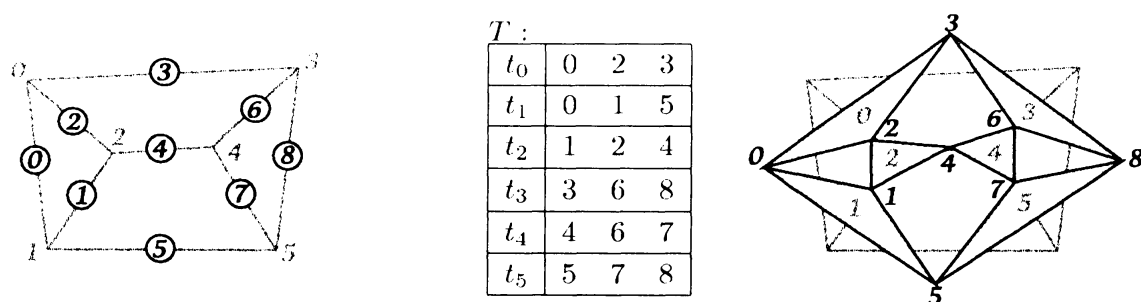 0 3 3
2 6
0 2 4 4 8
1 7
1 5 5
T :
t0 0 2 3
t1 0 1 5
t2 1 2 4
t3 3 6 8
t4 4 6 7
t5 5 7 8
3
0 2 6 3
0 2 4 4 8
1 1 7 5
5